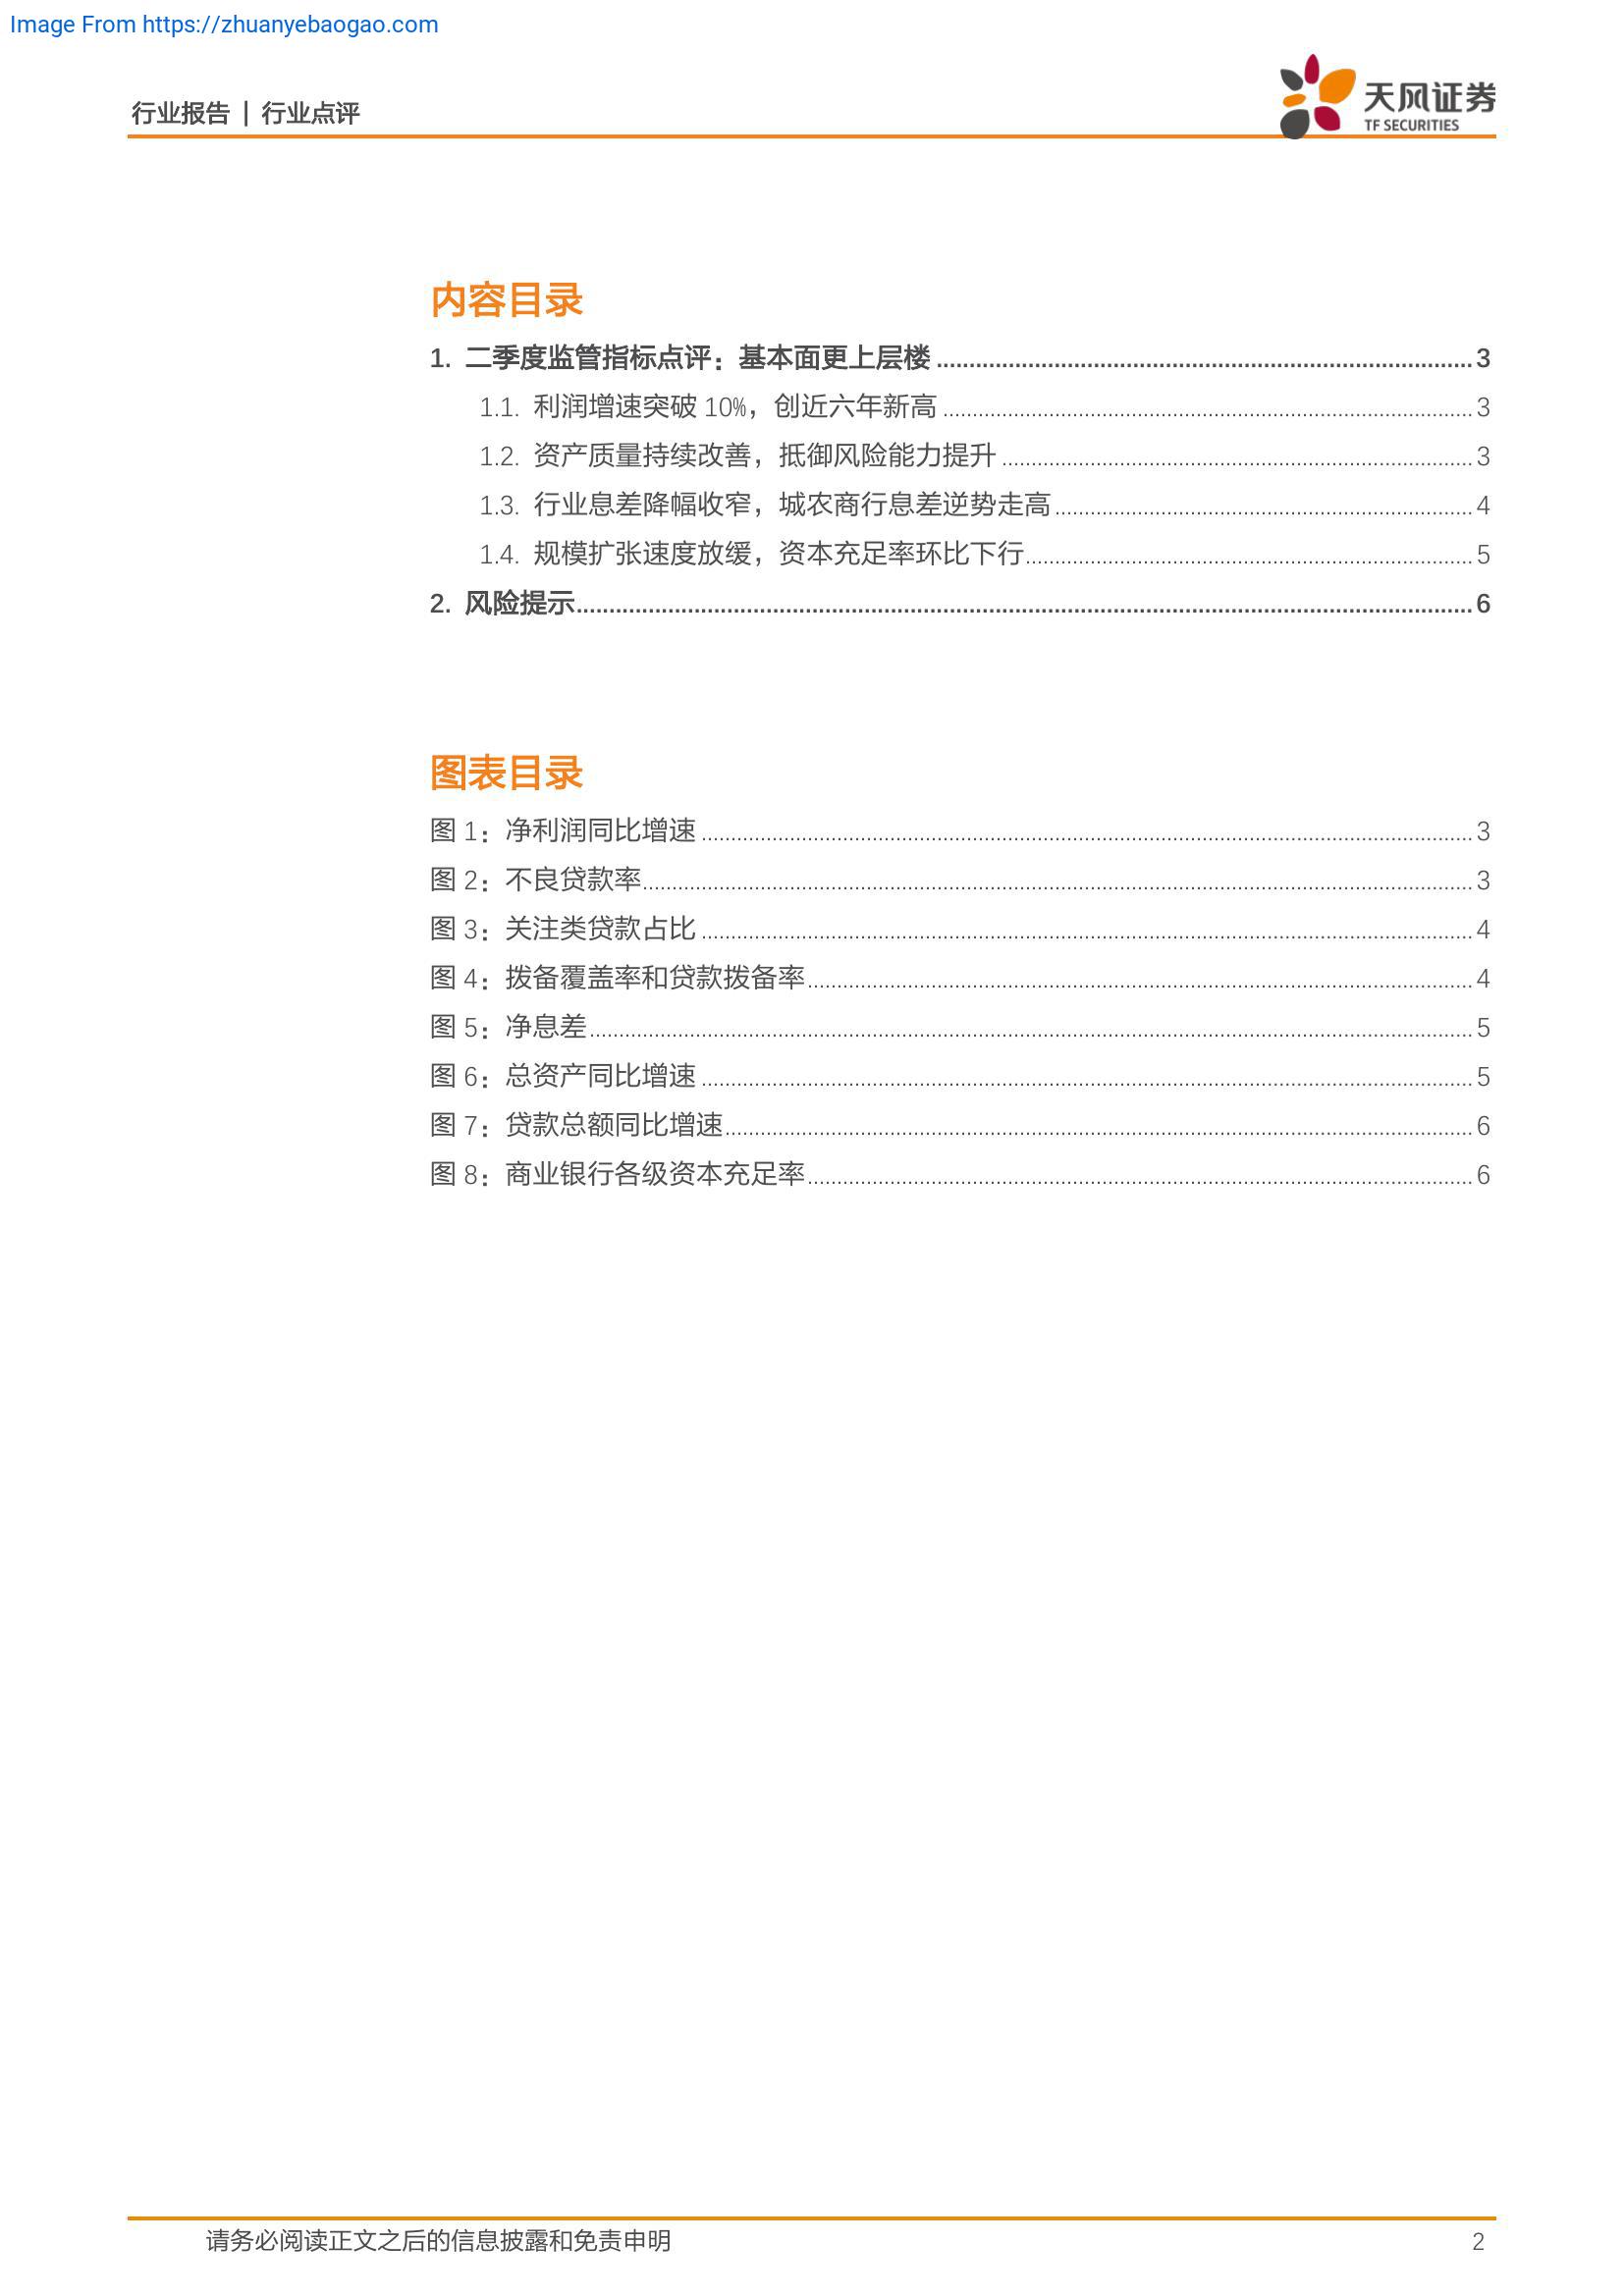 Image From https://zhuanyebaogao.com
行业报告 | 行业点评
天风证券
TF SECURITIES
内容目录
1. 二季度监管指标点评：基本面更上层楼 3
1.1. 利润增速突破 10%，创近六年新高 3
1.2. 资产质量持续改善，抵御风险能力提升 3
1.3. 行业息差降幅收窄，城农商行息差逆势走高 4
1.4. 规模扩张速度放缓，资本充足率环比下行 5
2. 风险提示 6
图表目录
图 1：净利润同比增速 3
图 2：不良贷款率 3
图 3：关注类贷款占比 4
图 4：拨备覆盖率和贷款拨备率 4
图 5：净息差 5
图 6：总资产同比增速 5
图 7：贷款总额同比增速 6
图 8：商业银行各级资本充足率 6
请务必阅读正文之后的信息披露和免责申明 2